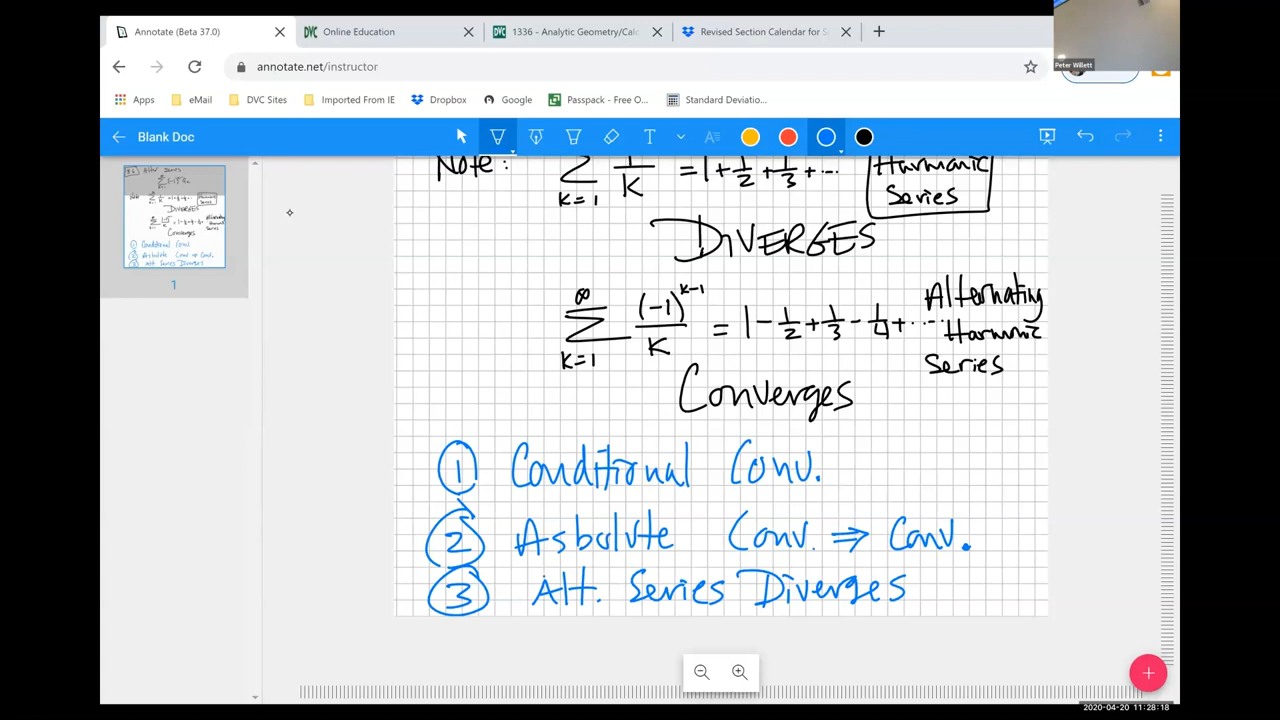 Annotate (Beta 37.0)
Online Education
1336 - Analytic Geometry/Calc
Revised Section Calendar for S
Peter Willett
annotate.net/instructor
Apps
eMail
DVC Sites
Imported From IE
Dropbox
Google
Passpack - Free O...
Standard Deviatio...
Blank Doc
Note: ∑ k=1 1/K = 1 + 1/2 + 1/3 + ... Harmonic Series
DIVERGES
∞ ∑ k=1 (-1)^(k-1)/K = 1 - 1/2 + 1/3 - 1/4 + ... Alternating Harmonic Series
Converges
① Conditional Conv.
② Asbolute Conv. ⇒ Conv.
③ Alt. Series Diverges
1
2020-04-20 11:28:18